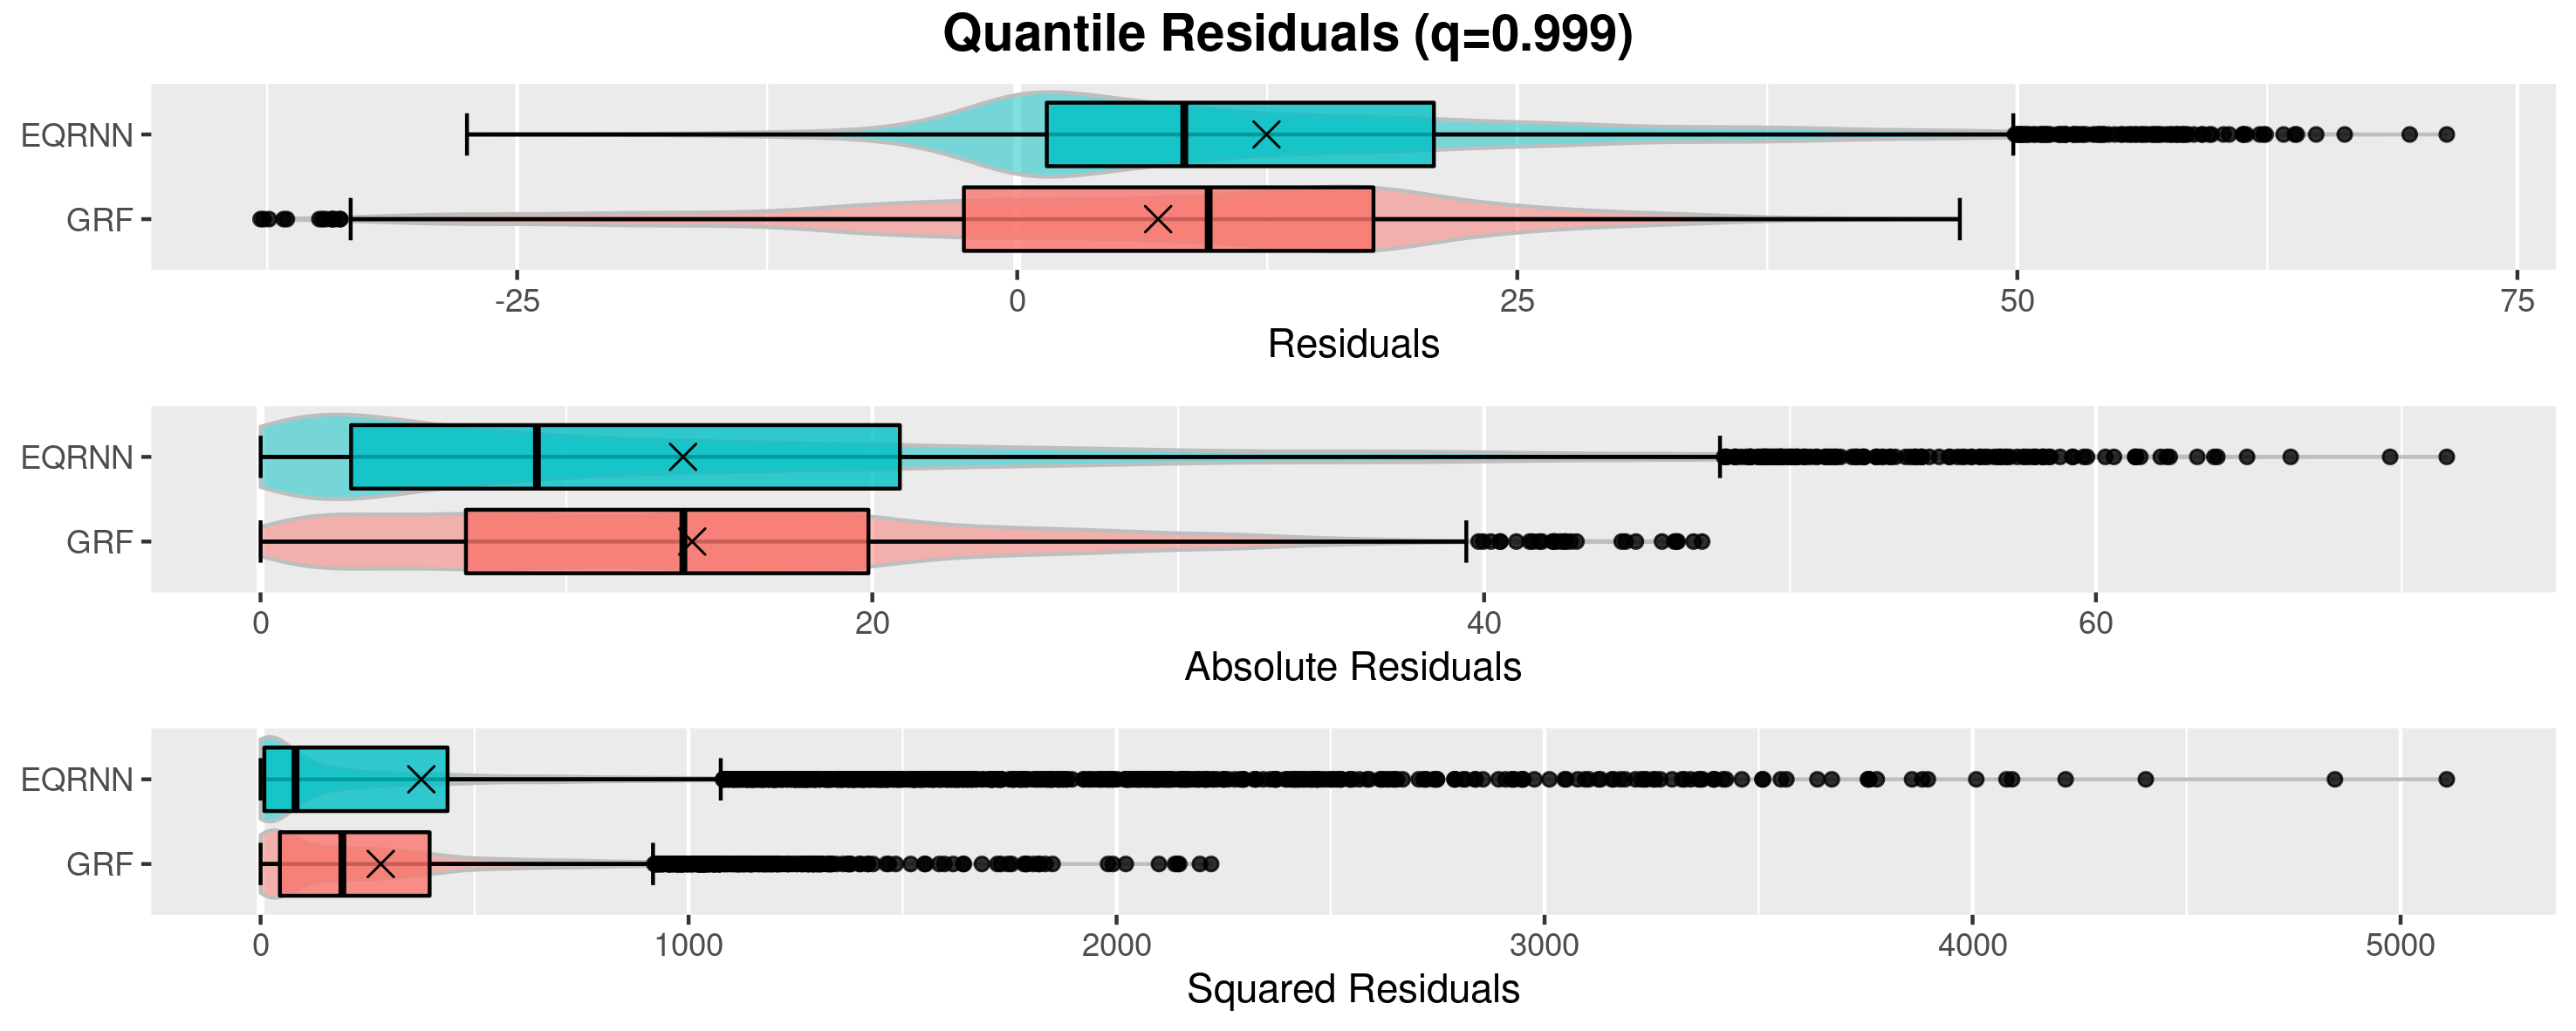 Quantile Residuals (q=0.999)
EQRNN
GRF
-25 0 25 50 75
Residuals
EQRNN
GRF
0 20 40 60
Absolute Residuals
EQRNN
GRF
0 1000 2000 3000 4000 5000
Squared Residuals